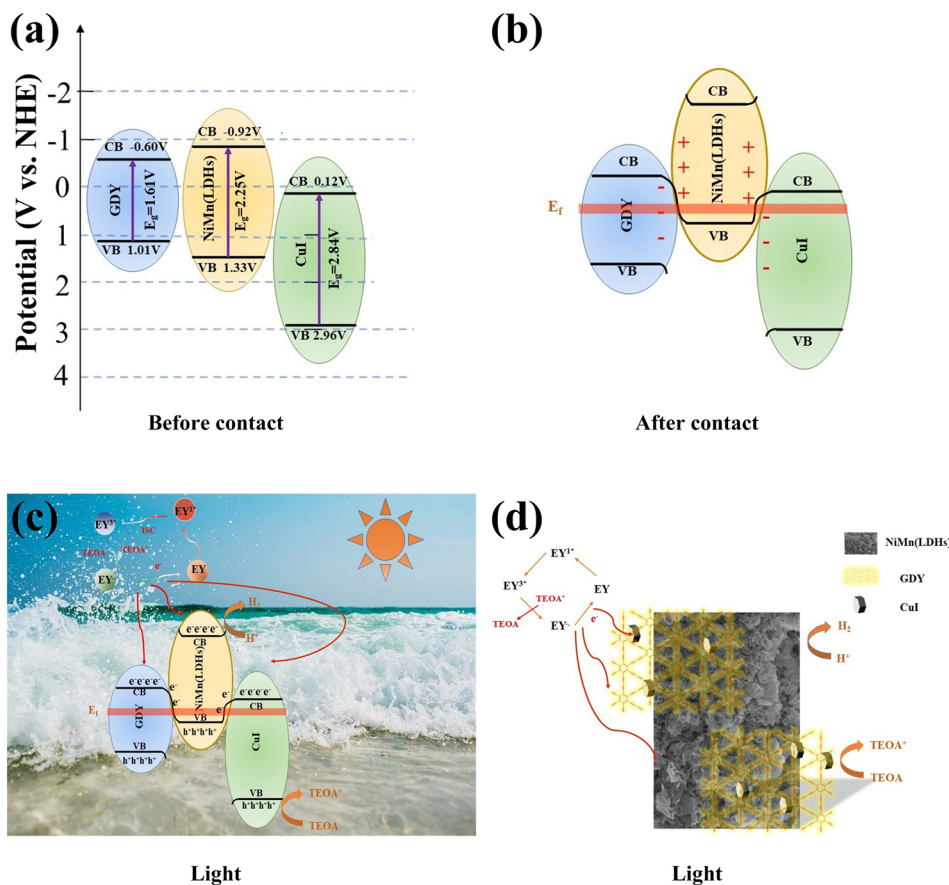 (a)
Potential (V vs. NHE)
-2
-1
0
1
2
3
4
CB -0.60V
GDY
Eg=1.61V
VB 1.01V
CB -0.92V
NiMn(LDHs)
Eg=2.25V
VB 1.33V
CB 0.12V
CuI
Eg=2.84V
VB 2.96V
Before contact
(b)
CB
GDY
VB
Ef
CB
NiMn(LDHs)
+ +
+ +
+ +
VB
CB
CuI
VB
- -
- -
- -
After contact
(c)
EY³⁺
EY¹⁺
ISC
TEOA
TEOA⁻
e⁻
EY
EY⁻
H₂
H⁺
e⁻e⁻e⁻e⁻
CB
NiMn(LDHs)
VB
h⁺h⁺h⁺h⁺
e⁻e⁻e⁻e⁻
CB
e⁻
e⁻
Ef
GDY
VB
h⁺h⁺h⁺h⁺
e⁻
e
e⁻e⁻e⁻e⁻
CB
CuI
VB
h⁺h⁺h⁺h⁺
TEOA⁺
TEOA
Light
(d)
EY¹⁺
EY³⁺
EY
TEOA⁺
TEOA
EY⁻·
e⁻
NiMn(LDHs)
GDY
CuI
H₂
H⁺
TEOA⁺
TEOA
Light